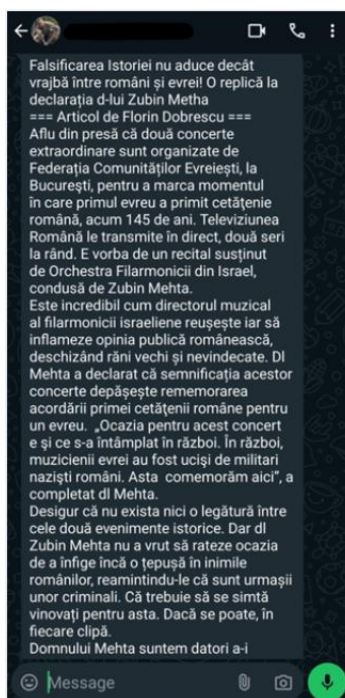 Falsificarea Istoriei nu aduce decât
vrajbă între români și evrei! O replică la
declarația d-lui Zubin Metha
=== Articol de Florin Dobrescu ===
Aflu din presă că două concerte
extraordinare sunt organizate de
Federația Comunităților Evreiești, la
Bucureşti, pentru a marca momentul
în care primul evreu a primit cetăţenie
română, acum 145 de ani. Televiziunea
Română le transmite în direct, două seri
la rând. E vorba de un recital susținut
de Orchestra Filarmonicii din Israel,
condusă de Zubin Mehta.
Este incredibil cum directorul muzical
al filarmonicii israeliene reușește iar să
inflameze opinia publică românească,
deschizând răni vechi și nevindecate. Dl
Mehta a declarat că semnificația acestor
concerte depăşeşte rememorarea
acordării primei cetăţenii române pentru
un evreu. „Ocazia pentru acest concert
e şi ce s-a întâmplat în război. În război,
muzicienii evrei au fost ucişi de militari
nazişti români. Asta comemorăm aici”, a
completat dl Mehta.
Desigur că nu exista nici o legătură între
cele două evenimente istorice. Dar dl
Zubin Mehta nu a vrut să rateze ocazia
de a înfige încă o țepușă în inimile
românilor, reamintindu-le că sunt urmașii
unor criminali. Că trebuie să se simtă
vinovați pentru asta. Dacă se poate, în
fiecare clipă.
Domnului Mehta suntem datori a-i
Message